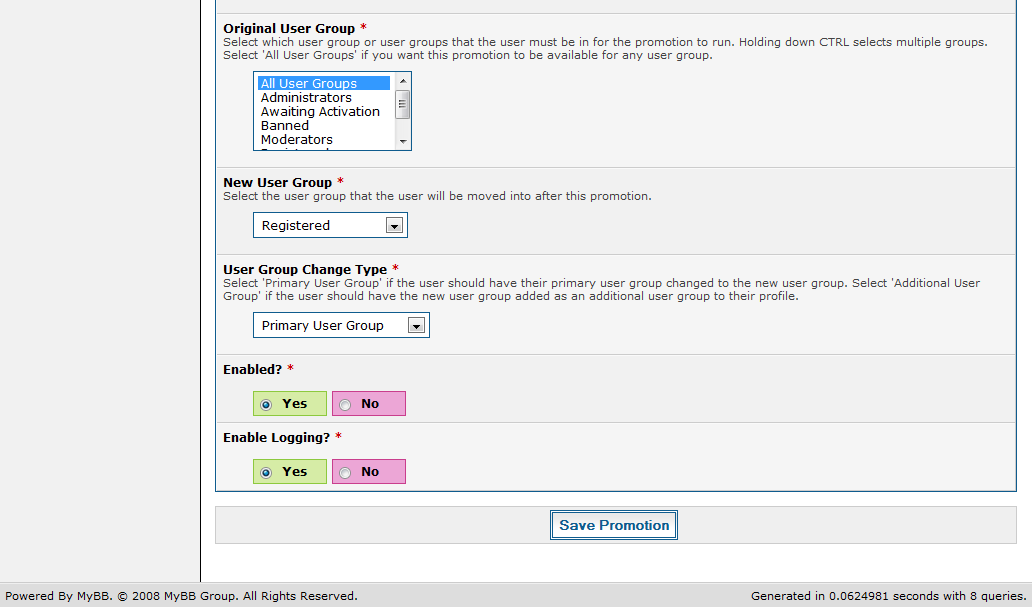 Original User Group *
Select which user group or user groups that the user must be in for the promotion to run. Holding down CTRL selects multiple groups.
Select 'All User Groups' if you want this promotion to be available for any user group.
All User Groups
Administrators
Awaiting Activation
Banned
Moderators
New User Group *
Select the user group that the user will be moved into after this promotion.
Registered
User Group Change Type *
Select 'Primary User Group' if the user should have their primary user group changed to the new user group. Select 'Additional User
Group' if the user should have the new user group added as an additional user group to their profile.
Primary User Group
Enabled? *
Yes No
Enable Logging? *
Yes No
Save Promotion
Powered By MyBB. © 2008 MyBB Group. All Rights Reserved. Generated in 0.0624981 seconds with 8 queries.